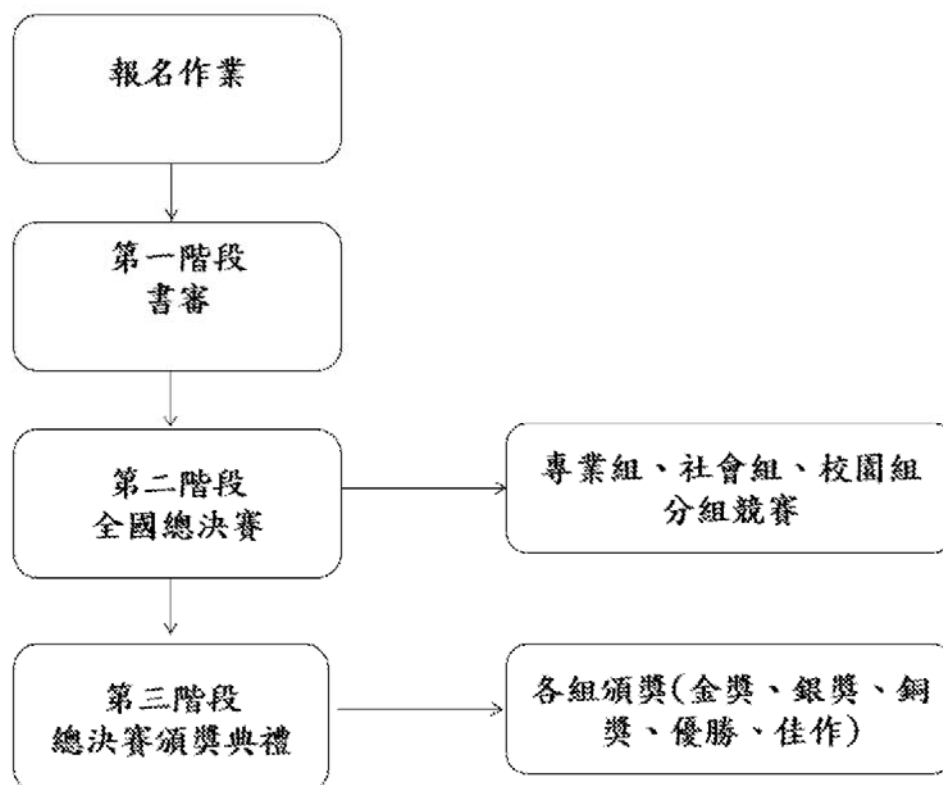 報名作業
第一階段
書審
第二階段
全國總決賽
專業組、社會組、校園組
分組競賽
第三階段
總決賽頒獎典禮
各組頒獎(金獎、銀獎、銅
獎、優勝、佳作)